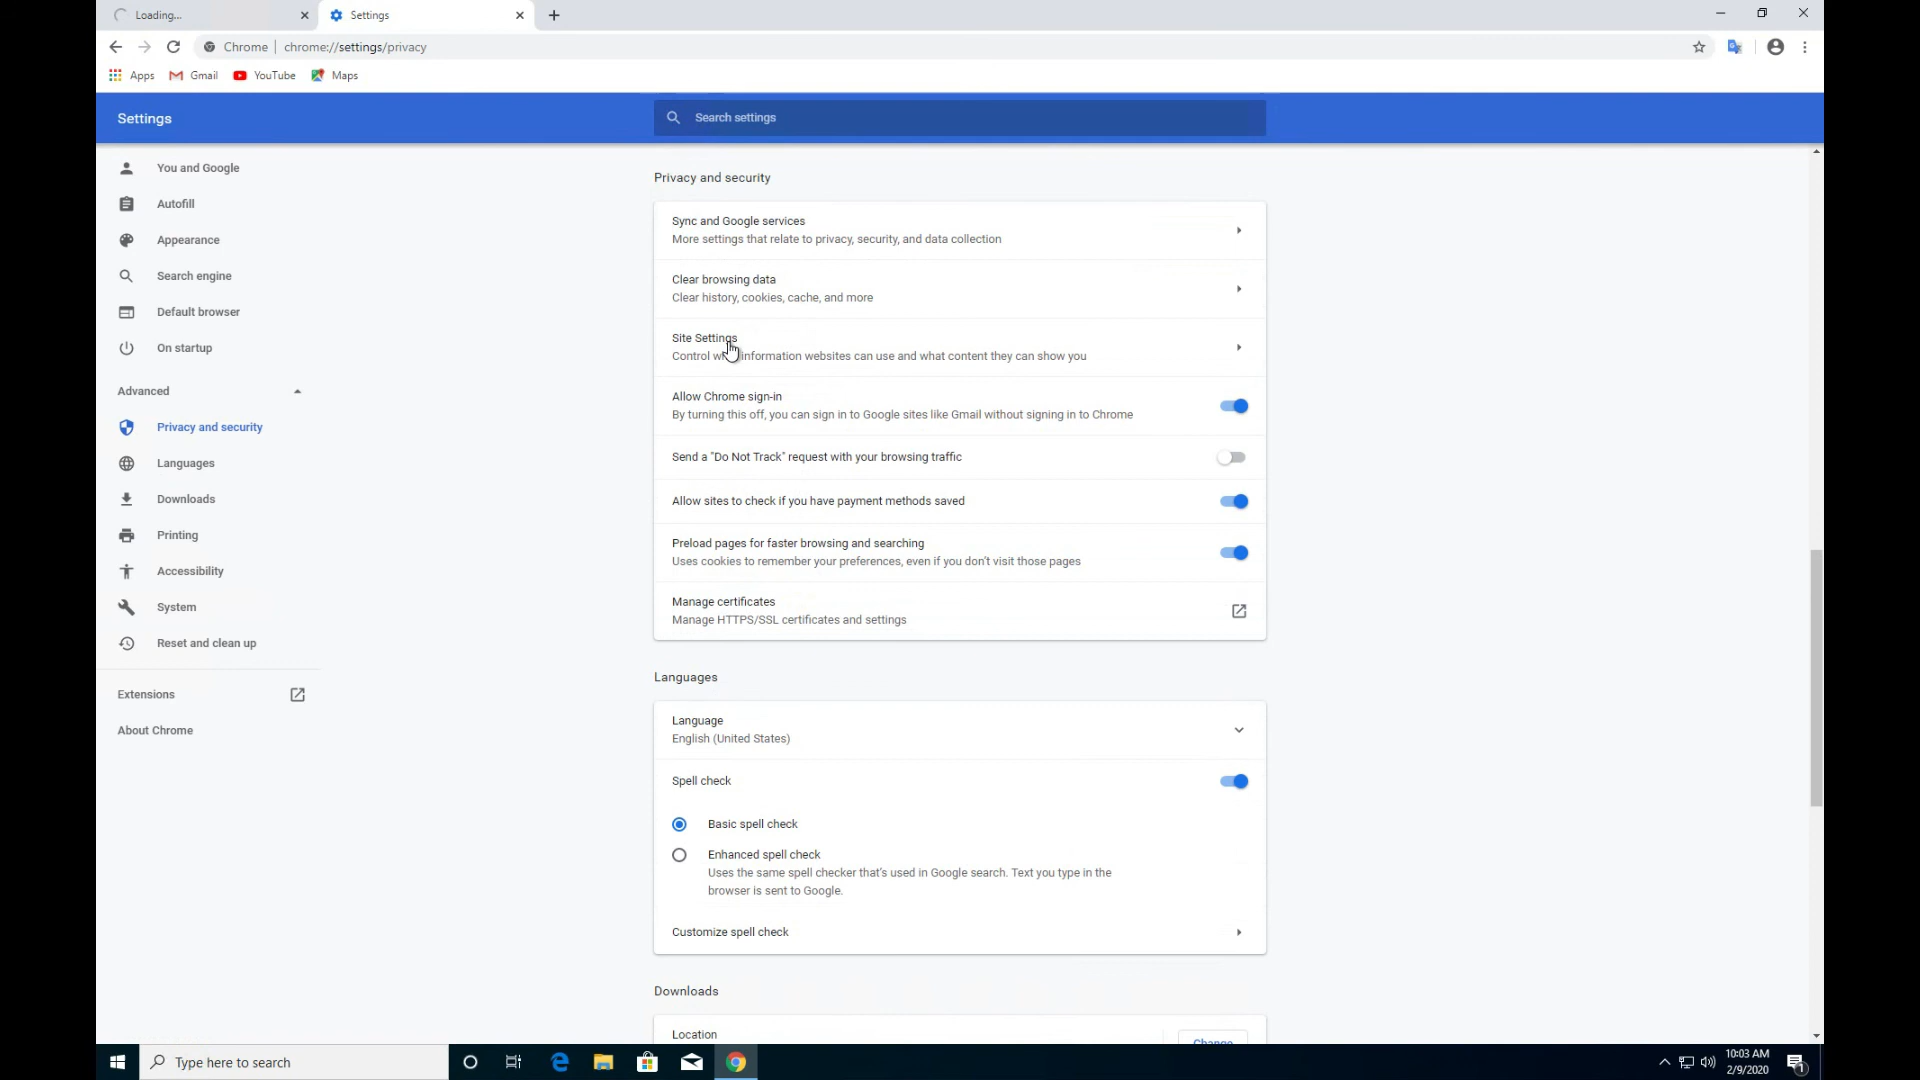 Loading...
Settings
Chrome | chrome://settings/privacy
Apps Gmail YouTube Maps
Settings
Search settings
You and Google
Autofill
Appearance
Search engine
Default browser
On startup
Advanced
Privacy and security
Languages
Downloads
Printing
Accessibility
System
Reset and clean up
Extensions
About Chrome
Privacy and security
Sync and Google services
More settings that relate to privacy, security, and data collection
Clear browsing data
Clear history, cookies, cache, and more
Site Settings
Control information websites can use and what content they can show you
Allow Chrome sign-in
By turning this off, you can sign in to Google sites like Gmail without signing in to Chrome
Send a "Do Not Track" request with your browsing traffic
Allow sites to check if you have payment methods saved
Preload pages for faster browsing and searching
Uses cookies to remember your preferences, even if you don't visit those pages
Manage certificates
Manage HTTPS/SSL certificates and settings
Languages
Language
English (United States)
Spell check
Basic spell check
Enhanced spell check
Uses the same spell checker that's used in Google search. Text you type in the
browser is sent to Google.
Customize spell check
Downloads
Location
Change
Type here to search
10:03 AM
2/9/2020
1